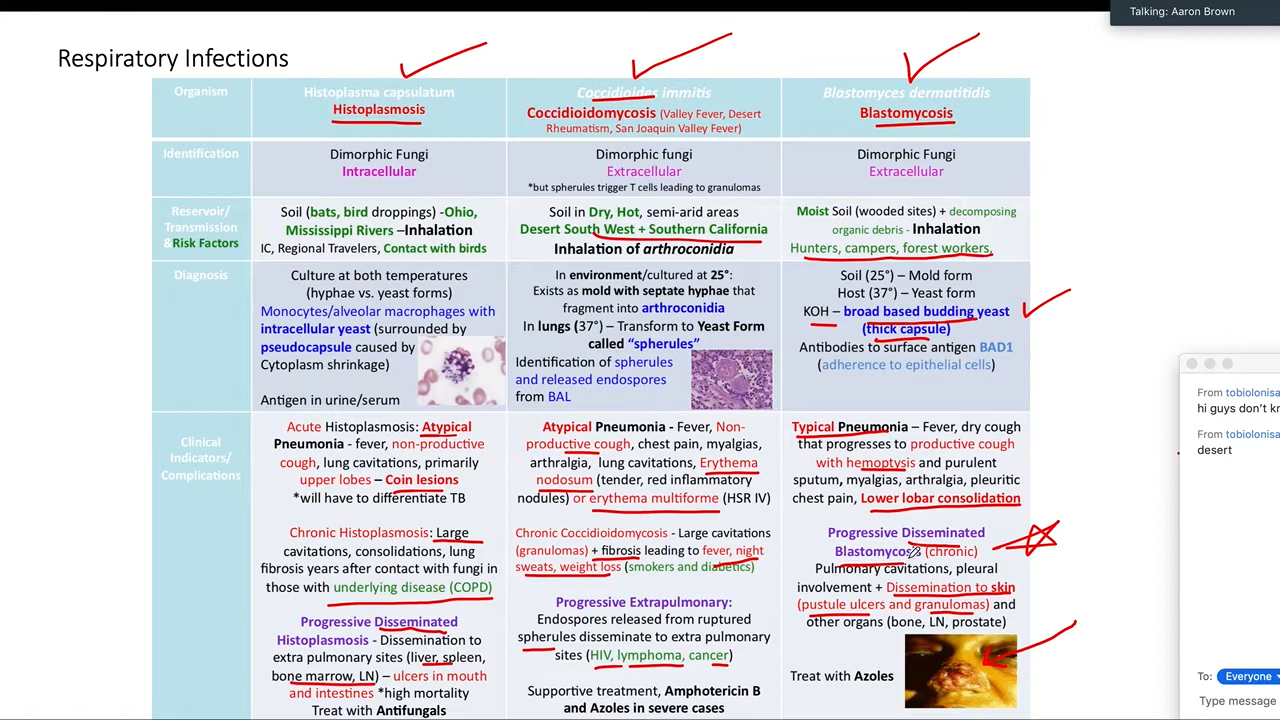 Talking: Aaron Brown
Respiratory Infections
Organism
Histoplasma capsulatum
Histoplasmosis
Coccidioides immitis
Coccidioidomycosis (Valley Fever, Desert
Rheumatism, San Joaquin Valley Fever)
Blastomyces dermatitidis
Blastomycosis
Identification
Dimorphic Fungi
Intracellular
Dimorphic fungi
Extracellular
*but spherules trigger T cells leading to granulomas
Dimorphic Fungi
Extracellular
Reservoir/
Transmission
&Risk Factors
Soil (bats, bird droppings) -Ohio,
Mississippi Rivers –Inhalation
IC, Regional Travelers, Contact with birds
Soil in Dry, Hot, semi-arid areas
Desert South West + Southern California
Inhalation of arthroconidia
Moist Soil (wooded sites) + decomposing
organic debris - Inhalation
Hunters, campers, forest workers,
Diagnosis
Culture at both temperatures
(hyphae vs. yeast forms)
Monocytes/alveolar macrophages with
intracellular yeast (surrounded by
pseudocapsule caused by
Cytoplasm shrinkage)
Antigen in urine/serum
In environment/cultured at 25°:
Exists as mold with septate hyphae that
fragment into arthroconidia
In lungs (37°) – Transform to Yeast Form
called “spherules”
Identification of spherules
and released endospores
from BAL
Soil (25°) – Mold form
Host (37°) – Yeast form
KOH – broad based budding yeast
(thick capsule)
Antibodies to surface antigen BAD1
(adherence to epithelial cells)
Clinical
Indicators/
Complications
Acute Histoplasmosis: Atypical
Pneumonia - fever, non-productive
cough, lung cavitations, primarily
upper lobes – Coin lesions
*will have to differentiate TB
Chronic Histoplasmosis: Large
cavitations, consolidations, lung
fibrosis years after contact with fungi in
those with underlying disease (COPD)
Progressive Disseminated
Histoplasmosis - Dissemination to
extra pulmonary sites (liver, spleen,
bone marrow, LN) – ulcers in mouth
and intestines *high mortality
Treat with Antifungals
Atypical Pneumonia - Fever, Non-
productive cough, chest pain, myalgias,
arthralgia, lung cavitations, Erythema
nodosum (tender, red inflammatory
nodules) or erythema multiforme (HSR IV)
Chronic Coccidioidomycosis - Large cavitations
(granulomas) + fibrosis leading to fever, night
sweats, weight loss (smokers and diabetics)
Progressive Extrapulmonary:
Endospores released from ruptured
spherules disseminate to extra pulmonary
sites (HIV, lymphoma, cancer)
Supportive treatment, Amphotericin B
and Azoles in severe cases
Typical Pneumonia – Fever, dry cough
that progresses to productive cough
with hemoptysis and purulent
sputum, myalgias, arthralgia, pleuritic
chest pain, Lower lobar consolidation
Progressive Disseminated
Blastomycosis (chronic)
Pulmonary cavitations, pleural
involvement + Dissemination to skin
(pustule ulcers and granulomas) and
other organs (bone, LN, prostate)
Treat with Azoles
From tobiolonisa
hi guys don’t kn
From tobiolonisa
desert
To: Everyone
Type message